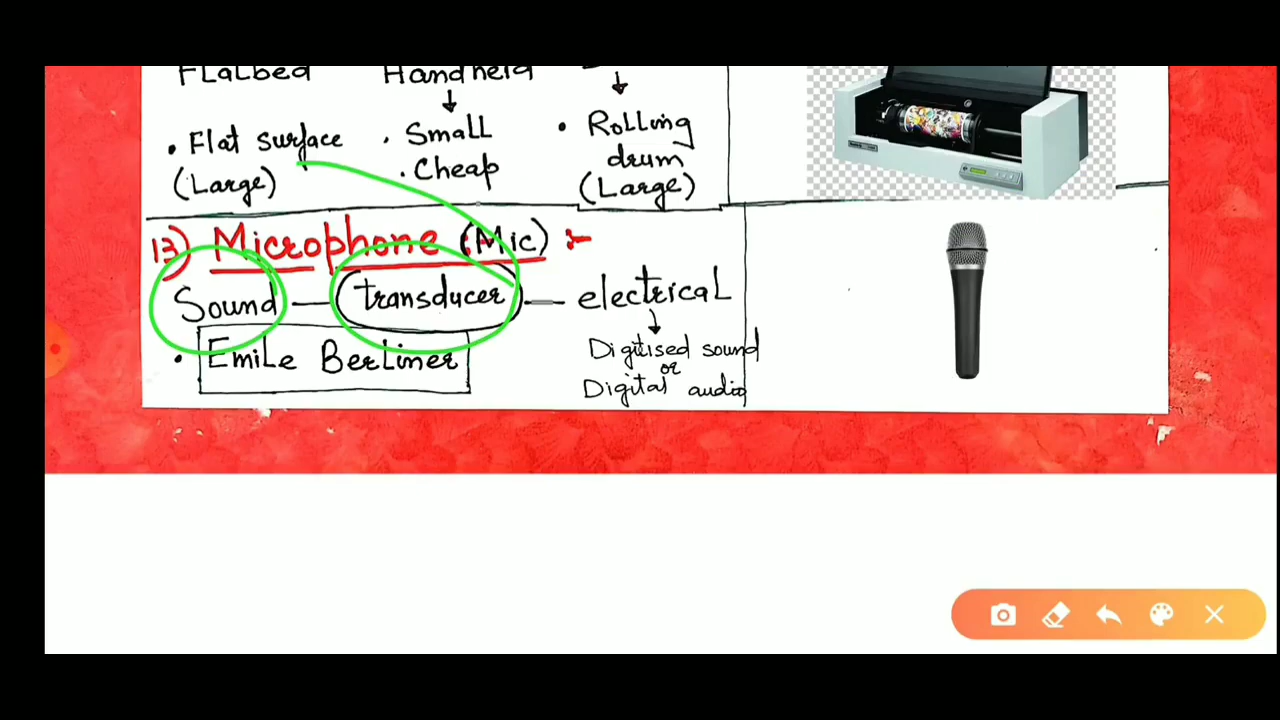 Flatbed Handheld
• Flat surface
(Large)
• Small
• Cheap
• Rolling
drum
(Large)
13) Microphone (Mic) :-
Sound — transducer — electrical
• Emile Berliner
Digitised sound
or
Digital audio